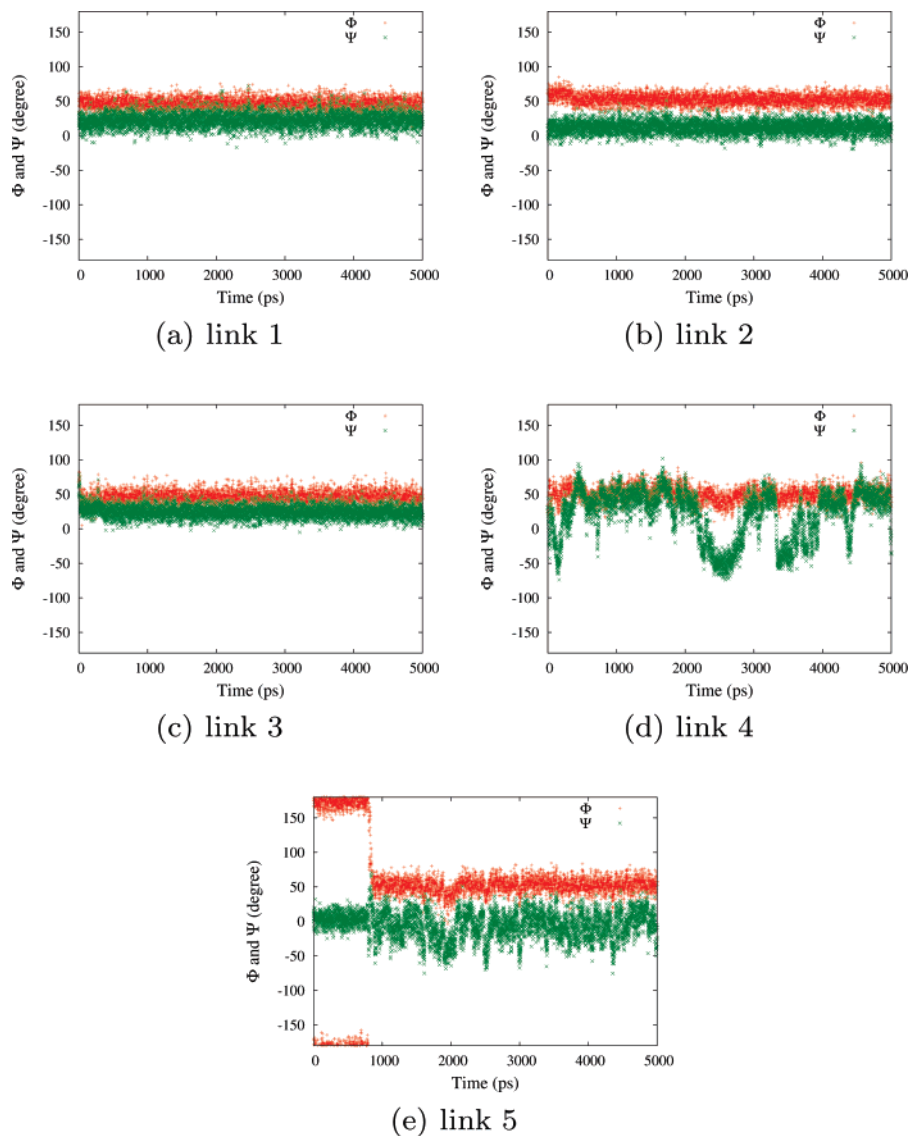 Φ
Ψ
150
100
50
0
-50
-100
-150
Φ and Ψ (degree)
0 1000 2000 3000 4000 5000
Time (ps)
(a) link 1
Φ
Ψ
150
100
50
0
-50
-100
-150
Φ and Ψ (degree)
0 1000 2000 3000 4000 5000
Time (ps)
(b) link 2
Φ
Ψ
150
100
50
0
-50
-100
-150
Φ and Ψ (degree)
0 1000 2000 3000 4000 5000
Time (ps)
(c) link 3
Φ
Ψ
150
100
50
0
-50
-100
-150
Φ and Ψ (degree)
0 1000 2000 3000 4000 5000
Time (ps)
(d) link 4
Φ
Ψ
150
100
50
0
-50
-100
-150
Φ and Ψ (degree)
0 1000 2000 3000 4000 5000
Time (ps)
(e) link 5